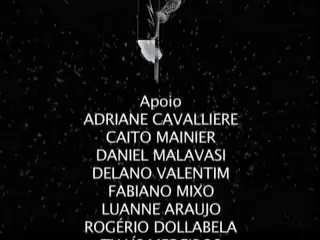 Apoio
ADRIANE CAVALLIERE
CAITO MAINIER
DANIEL MALAVASI
DELANO VALENTIM
FABIANO MIXO
LUANNE ARAUJO
ROGÉRIO DOLLABELA